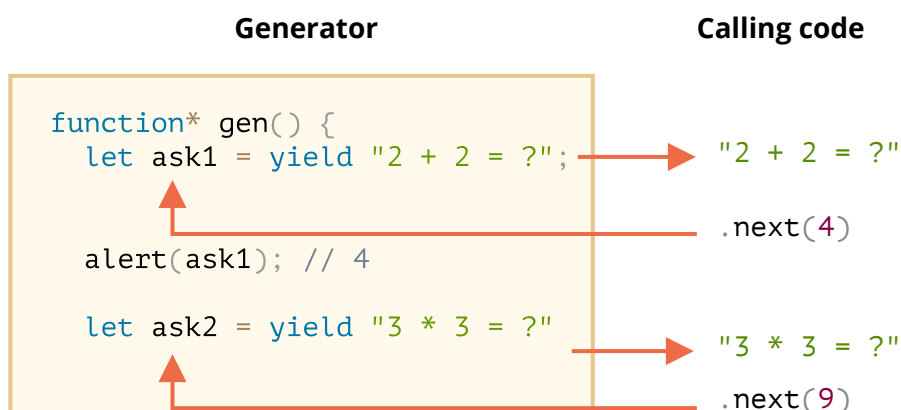 Generator
Calling code
function* gen() {
let ask1 = yield "2 + 2 = ?";
"2 + 2 = ?"
.next(4)
alert(ask1); // 4
let ask2 = yield "3 * 3 = ?"
"3 * 3 = ?"
.next(9)